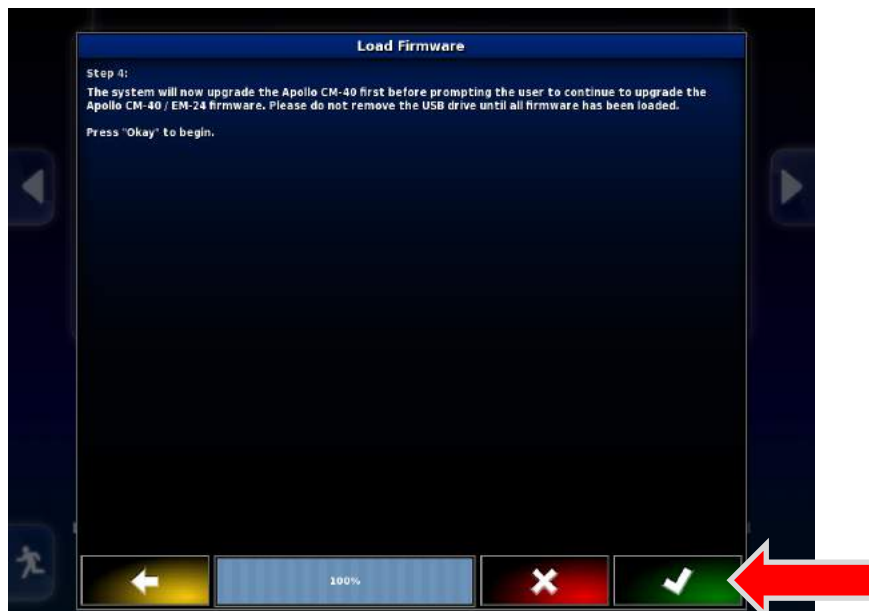 Load Firmware
Step 4:
The system will now upgrade the Apollo CM-40 first before prompting the user to continue to upgrade the
Apollo CM-40 / EM-24 firmware. Please do not remove the USB drive until all firmware has been loaded.
Press "Okay" to begin.
100%